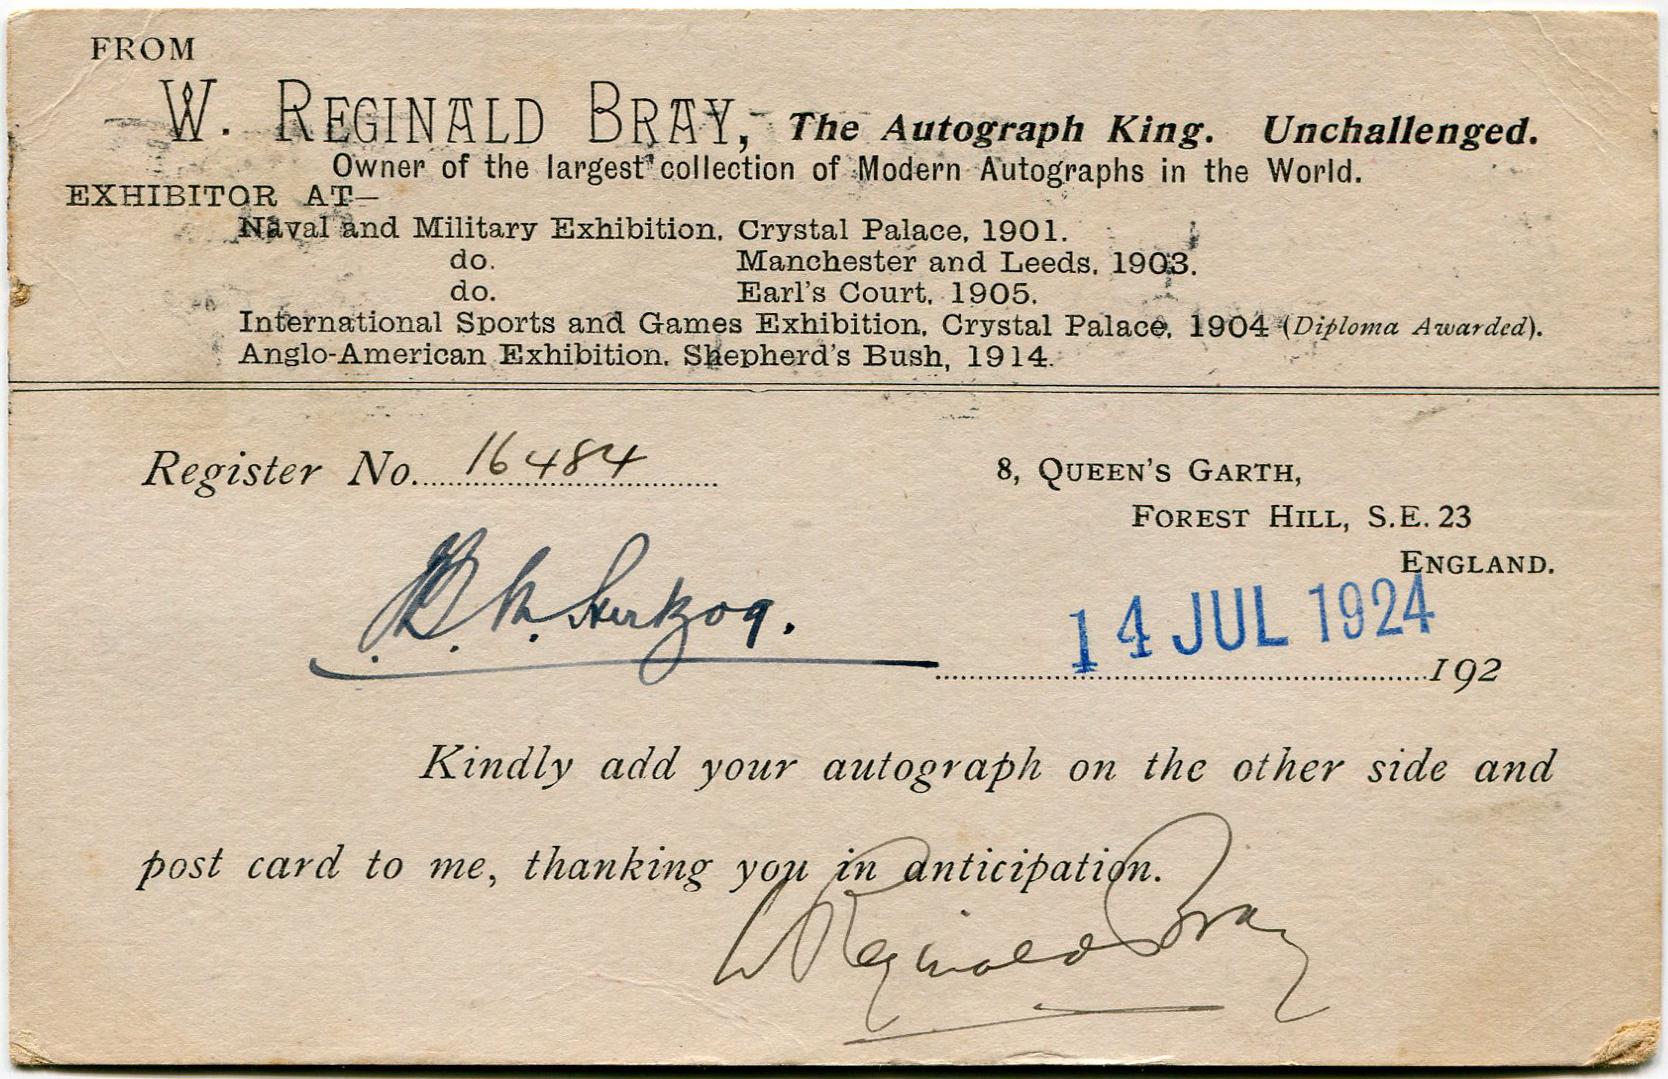 FROM
W. REGINALD BRAY, The Autograph King. Unchallenged.
Owner of the largest collection of Modern Autographs in the World.
EXHIBITOR AT—
Naval and Military Exhibition, Crystal Palace, 1901.
do. Manchester and Leeds, 1903.
do. Earl's Court, 1905.
International Sports and Games Exhibition, Crystal Palace, 1904 (Diploma Awarded).
Anglo-American Exhibition, Shepherd's Bush, 1914.
Register No. 16484
8, QUEEN'S GARTH,
FOREST HILL, S.E. 23
ENGLAND.
J. B. M. Hertzog.
14 JUL 1924
192
Kindly add your autograph on the other side and
post card to me, thanking you in anticipation.
W Reginald Bray